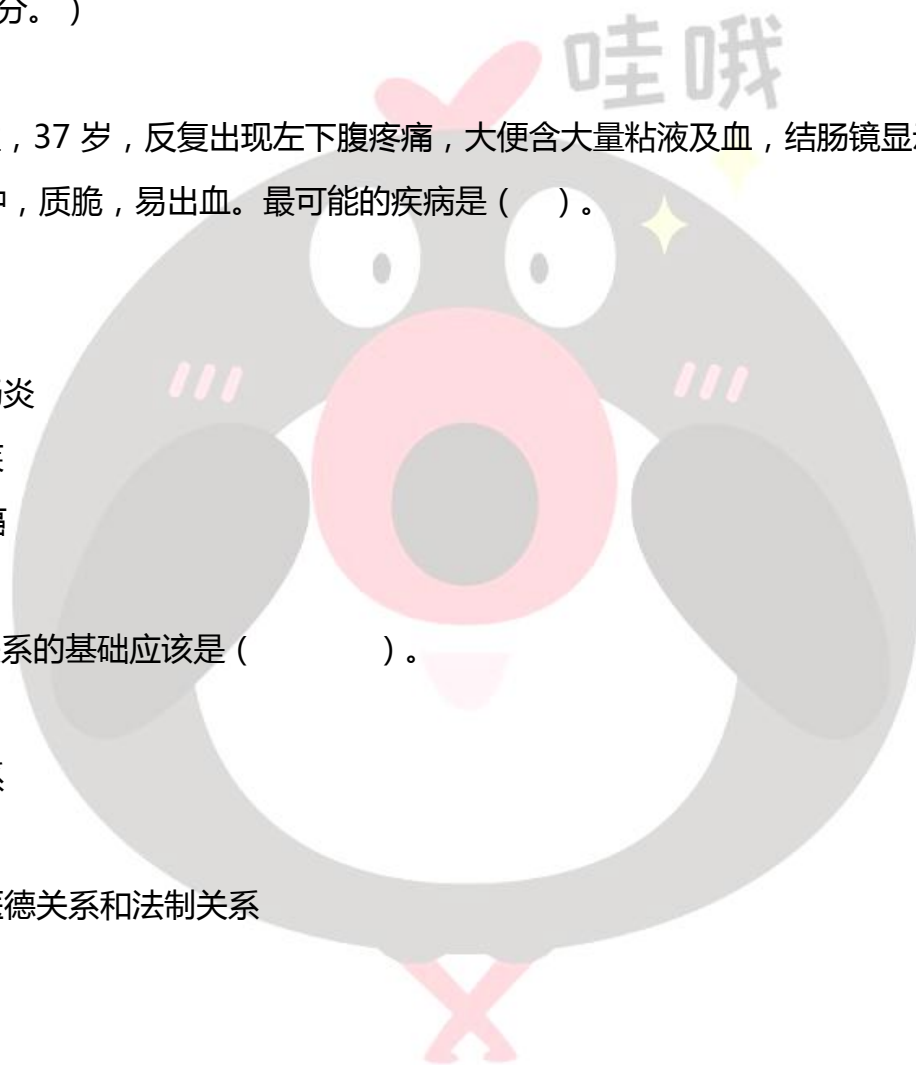 分。)
哇哦
，37 岁，反复出现左下腹疼痛，大便含大量粘液及血，结肠镜显
，质脆，易出血。最可能的疾病是（ ）。
炎
系的基础应该是（ ）。
德关系和法制关系